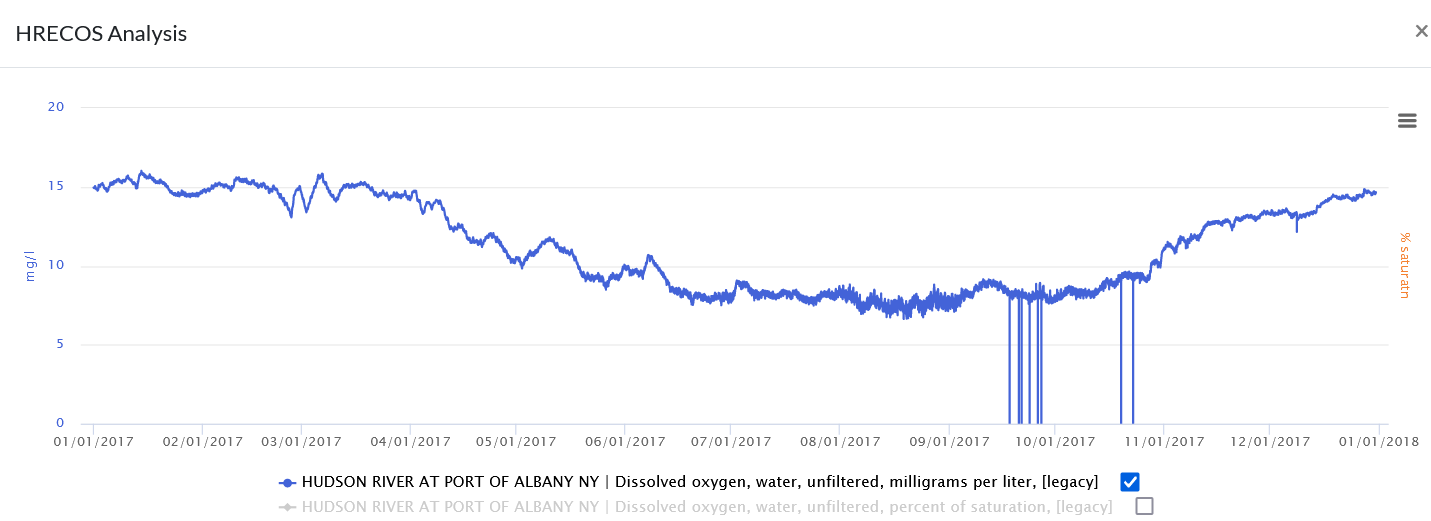 HRECOS Analysis
×
20
15
10
5
0
mg/l
% saturatn
01/01/2017 02/01/2017 03/01/2017 04/01/2017 05/01/2017 06/01/2017 07/01/2017 08/01/2017 09/01/2017 10/01/2017 11/01/2017 12/01/2017 01/01/2018
HUDSON RIVER AT PORT OF ALBANY NY | Dissolved oxygen, water, unfiltered, milligrams per liter, [legacy]
HUDSON RIVER AT PORT OF ALBANY NY | Dissolved oxygen, water, unfiltered, percent of saturation, [legacy]